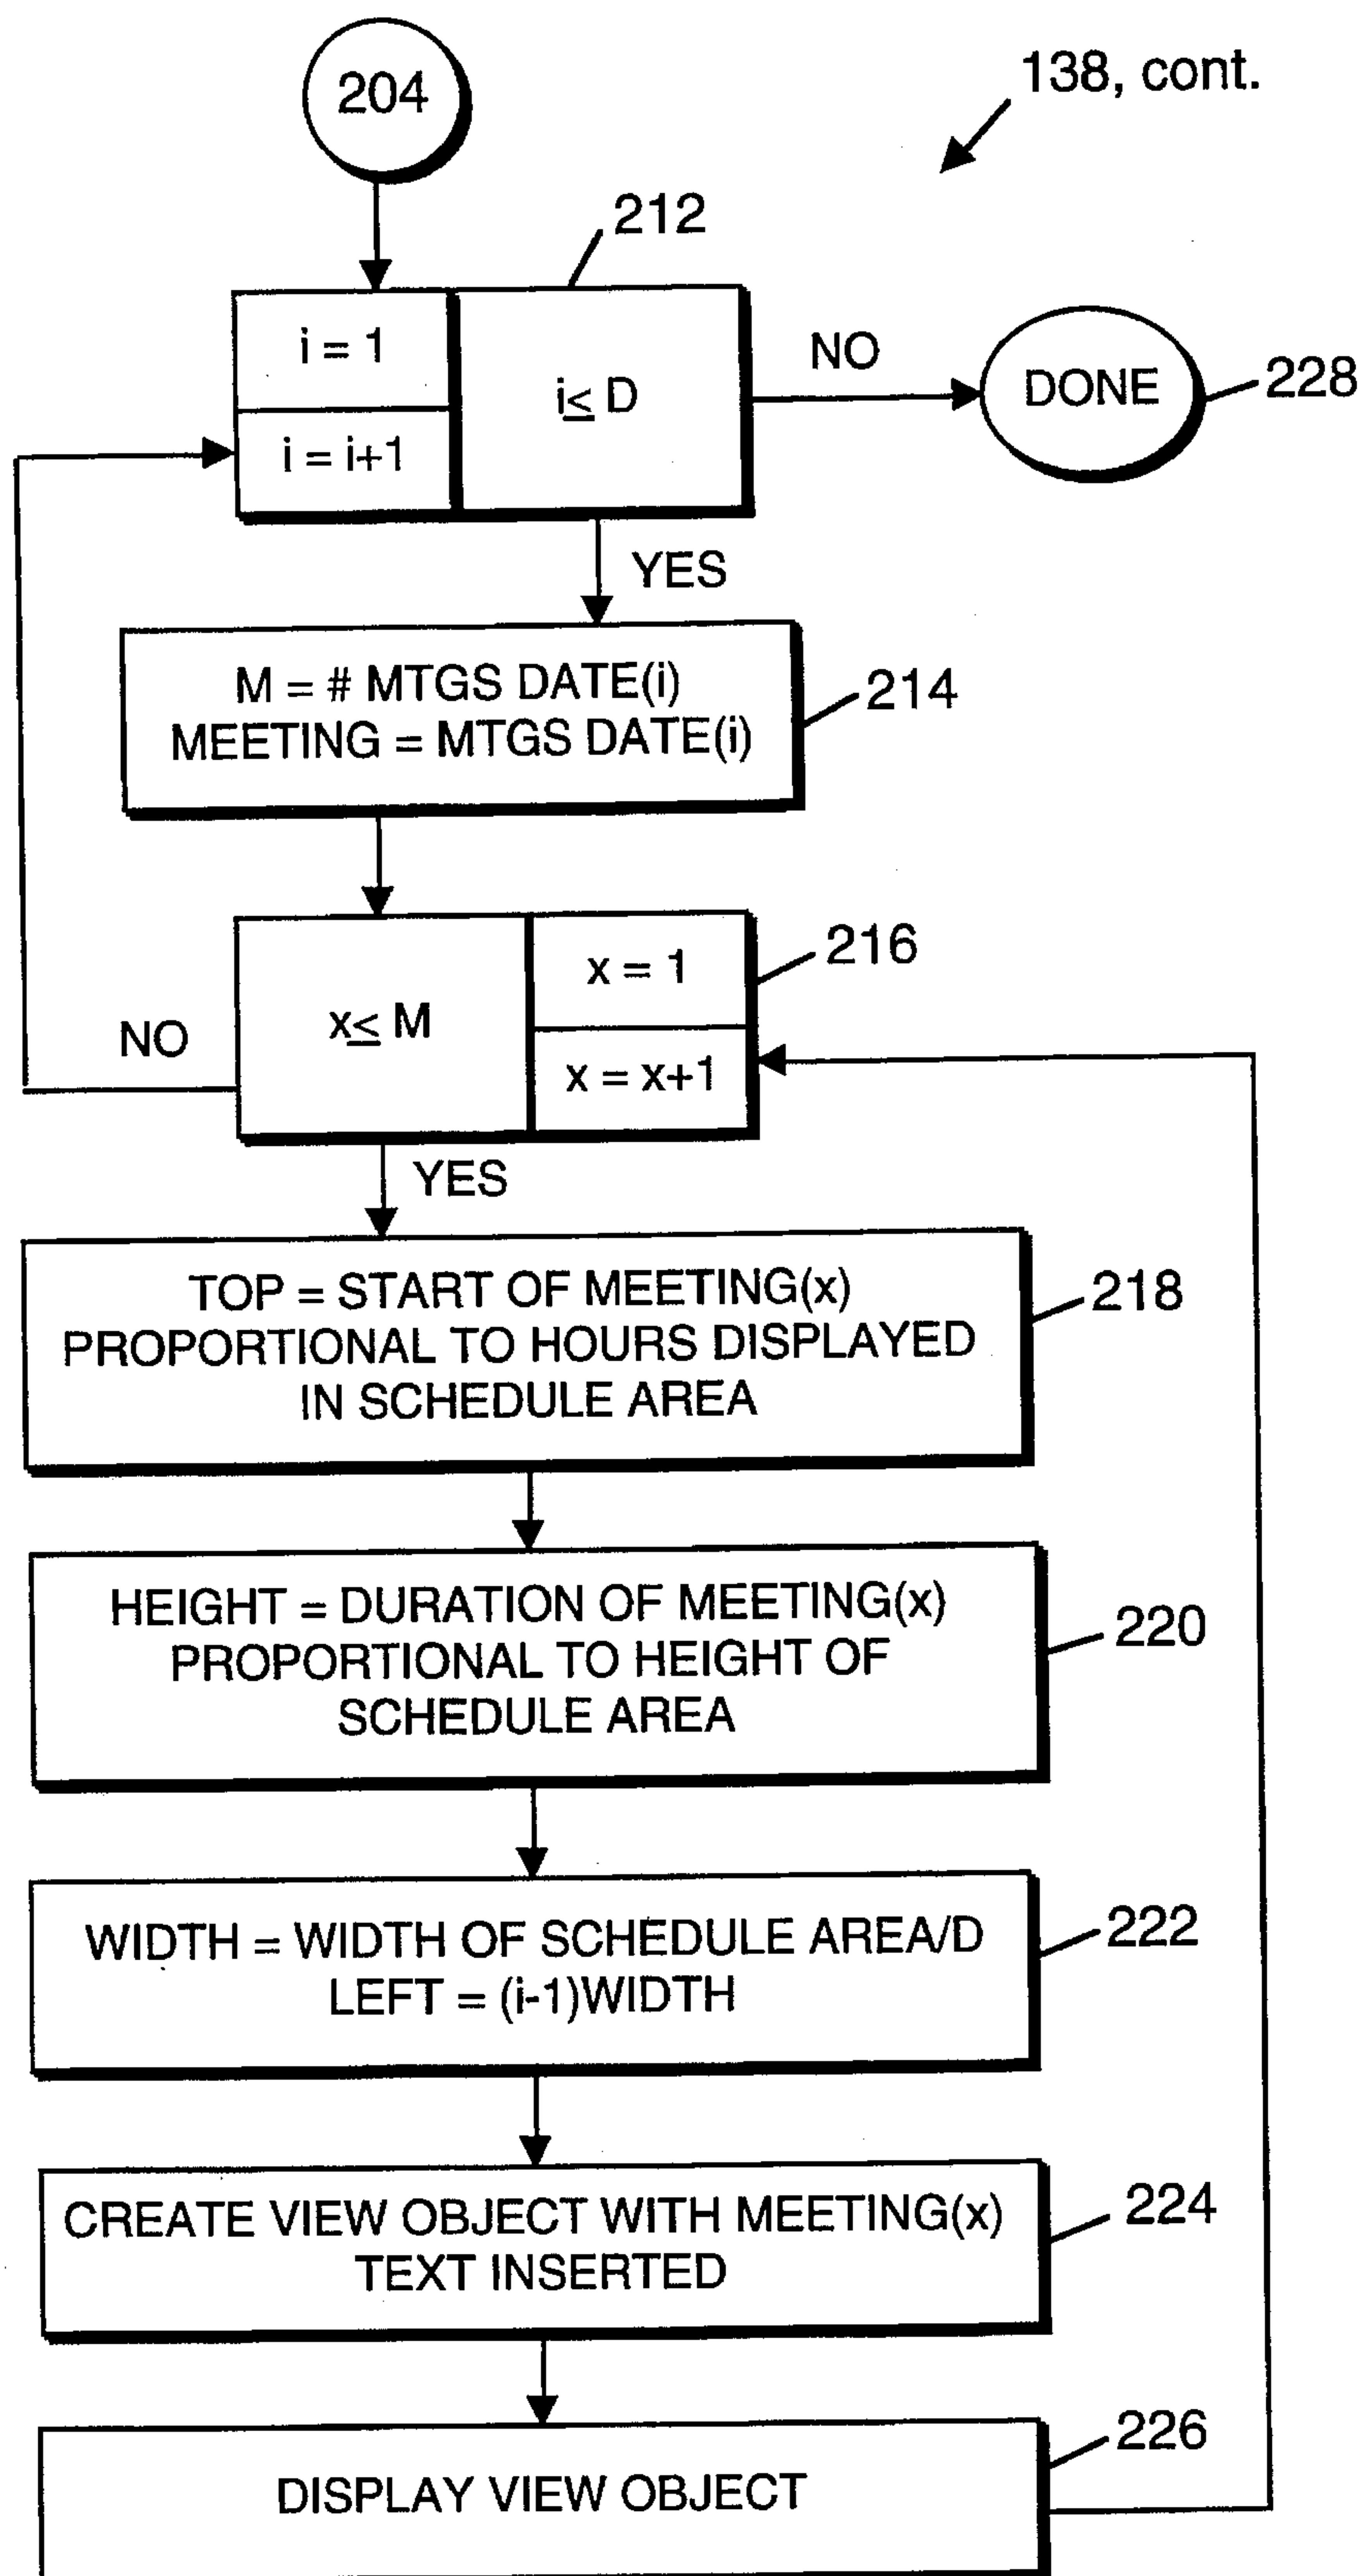 204
138, cont.
212
i = 1
i = i+1
i≤ D
NO
DONE
228
YES
M = # MTGS DATE(i)
MEETING = MTGS DATE(i)
214
x≤ M
x = 1
x = x+1
216
NO
YES
TOP = START OF MEETING(x)
PROPORTIONAL TO HOURS DISPLAYED
IN SCHEDULE AREA
218
HEIGHT = DURATION OF MEETING(x)
PROPORTIONAL TO HEIGHT OF
SCHEDULE AREA
220
WIDTH = WIDTH OF SCHEDULE AREA/D
LEFT = (i-1)WIDTH
222
CREATE VIEW OBJECT WITH MEETING(x)
TEXT INSERTED
224
DISPLAY VIEW OBJECT
226